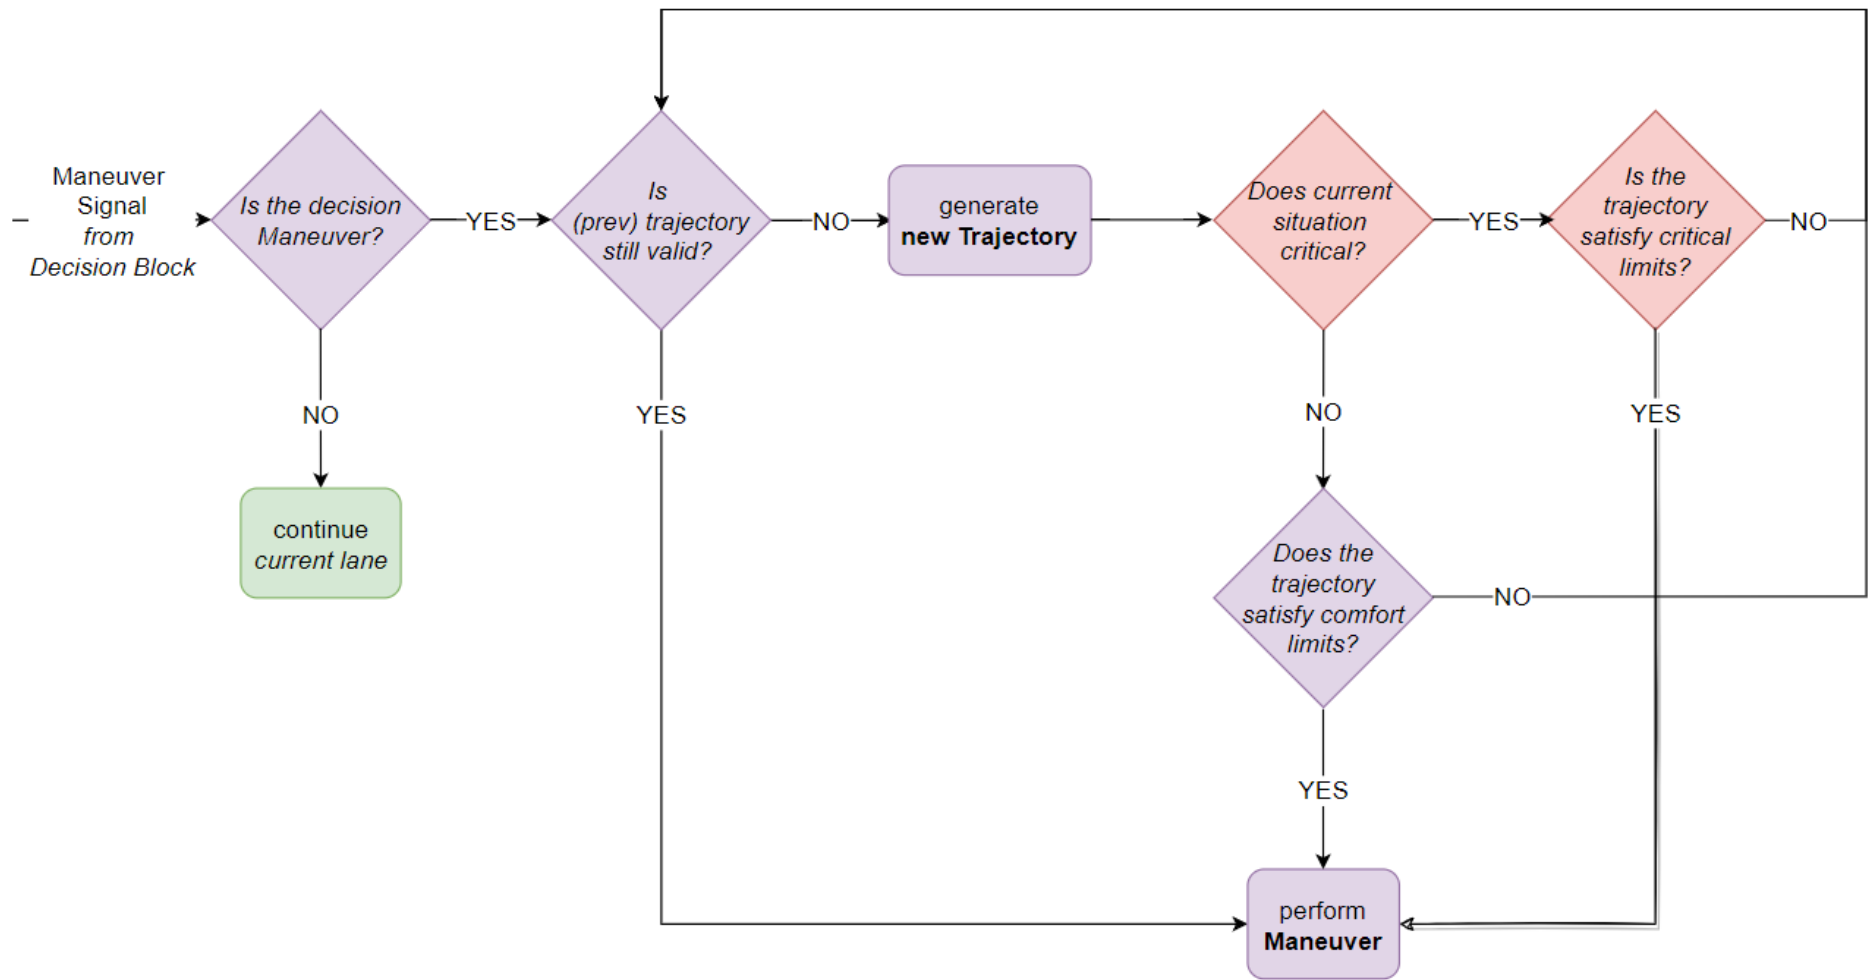 Maneuver
Signal
from
Decision Block
Is the decision
Maneuver?
YES
NO
continue
current lane
Is
(prev) trajectory
still valid?
NO
YES
generate
new Trajectory
Does current
situation
critical?
YES
NO
Is the
trajectory
satisfy critical
limits?
NO
YES
Does the
trajectory
satisfy comfort
limits?
NO
YES
perform
Maneuver